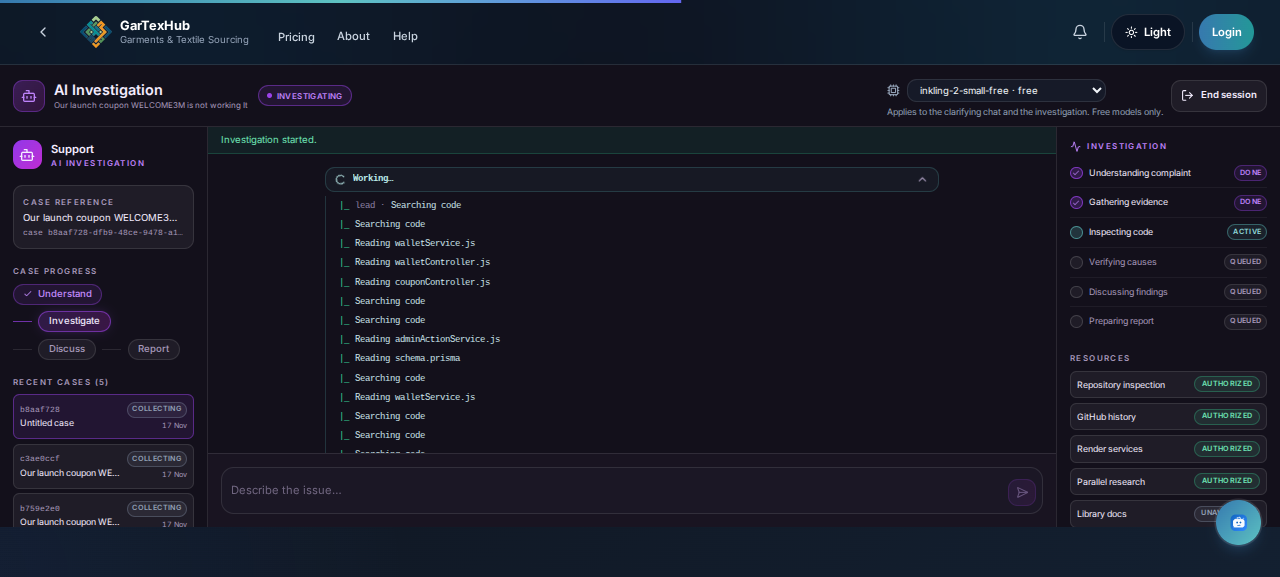 GarTexHub
Garments & Textile Sourcing
Pricing
About
Help
Light
Login
AI Investigation
Our launch coupon WELCOME3M is not working It
INVESTIGATING
inkling-2-small-free · free
Applies to the clarifying chat and the investigation. Free models only.
End session
Support
AI INVESTIGATION
CASE REFERENCE
Our launch coupon WELCOME3...
case b8aaf728-dfb9-48ce-9478-a1…
CASE PROGRESS
Understand
Investigate
Discuss
Report
RECENT CASES (5)
b8aaf728
COLLECTING
Untitled case
17 Nov
c3ae0ccf
COLLECTING
Our launch coupon WE...
17 Nov
b759e2e0
COLLECTING
Our launch coupon WE...
17 Nov
Investigation started.
Working…
|_ lead · Searching code
|_ Searching code
|_ Reading walletService.js
|_ Reading walletController.js
|_ Reading couponController.js
|_ Searching code
|_ Searching code
|_ Reading adminActionService.js
|_ Reading schema.prisma
|_ Searching code
|_ Reading walletService.js
|_ Searching code
|_ Searching code
|_ Searching code
Describe the issue...
INVESTIGATION
Understanding complaint
DONE
Gathering evidence
DONE
Inspecting code
ACTIVE
Verifying causes
QUEUED
Discussing findings
QUEUED
Preparing report
QUEUED
RESOURCES
Repository inspection
AUTHORIZED
GitHub history
AUTHORIZED
Render services
AUTHORIZED
Parallel research
AUTHORIZED
Library docs